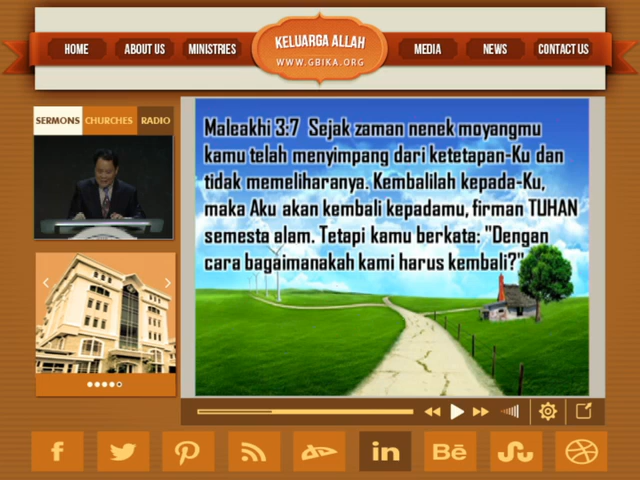 HOME
ABOUT US
MINISTRIES
KELUARGA ALLAH
WWW.GBIKA.ORG
MEDIA
NEWS
CONTACT US
SERMONS
CHURCHES
RADIO
Maleakhi 3:7  Sejak zaman nenek moyangmu
kamu telah menyimpang dari ketetapan-Ku dan
tidak memeliharanya. Kembalilah kepada-Ku,
maka Aku akan kembali kepadamu, firman TUHAN
semesta alam. Tetapi kamu berkata: "Dengan
cara bagaimanakah kami harus kembali?"
f
in
Bē